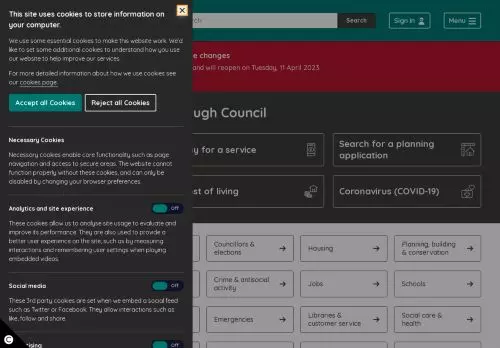 This site uses cookies to store information on
your computer.
We use some essential cookies to make this website work. We'd
like to set some additional cookies to understand how you use
our website to help improve our services.
For more detailed information about how we use cookies see
our cookies page.
Accept all Cookies
Reject all Cookies
Necessary Cookies
Necessary cookies enable core functionality such as page
navigation and access to secure areas. The website cannot
function properly without these cookies, and can only be
disabled by changing your browser preferences.
Analytics and site experience
Off
These cookies allow us to analyse site usage to evaluate and
improve its performance. They are also used to provide a
better user experience on the site, such as by measuring
interactions and remembering user settings when playing
embedded videos.
Social media
Off
These 3rd party cookies are set when we embed a social feed
such as Twitter or Facebook. They allow interactions such as
like, follow and share.
Off
Search
Sign in
Menu
changes
and will reopen on Tuesday, 11 April 2023.
ugh Council
for a service
Search for a planning
application
st of living
Coronavirus (COVID-19)
Councillors &
elections
Housing
Planning, building
& conservation
Crime & antisocial
activity
Jobs
Schools
Emergencies
Libraries &
customer service
Social care &
health